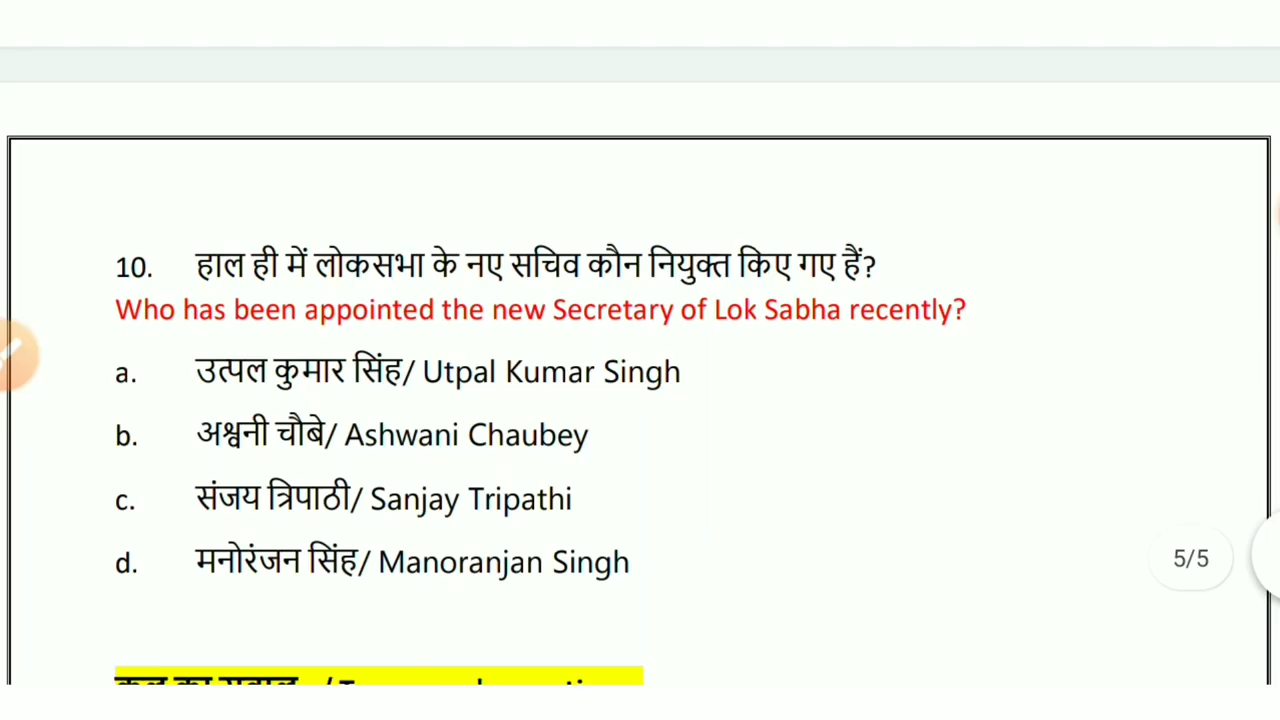 10. हाल ही में लोकसभा के नए सचिव कौन नियुक्त किए गए हैं?
Who has been appointed the new Secretary of Lok Sabha recently?
a. उत्पल कुमार सिंह/ Utpal Kumar Singh
b. अश्वनी चौबे/ Ashwani Chaubey
c. संजय त्रिपाठी/ Sanjay Tripathi
d. मनोरंजन सिंह/ Manoranjan Singh
5/5